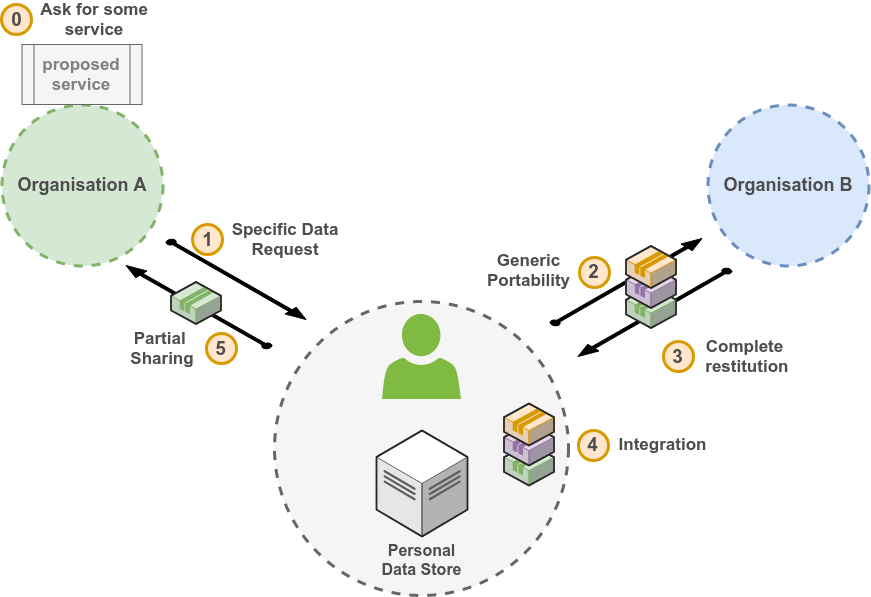 0
Ask for some
service
proposed
service
Organisation A
Organisation B
1
Specific Data
Request
Generic
Portability
2
Partial
Sharing
5
3
Complete
restitution
4
Integration
Personal
Data Store